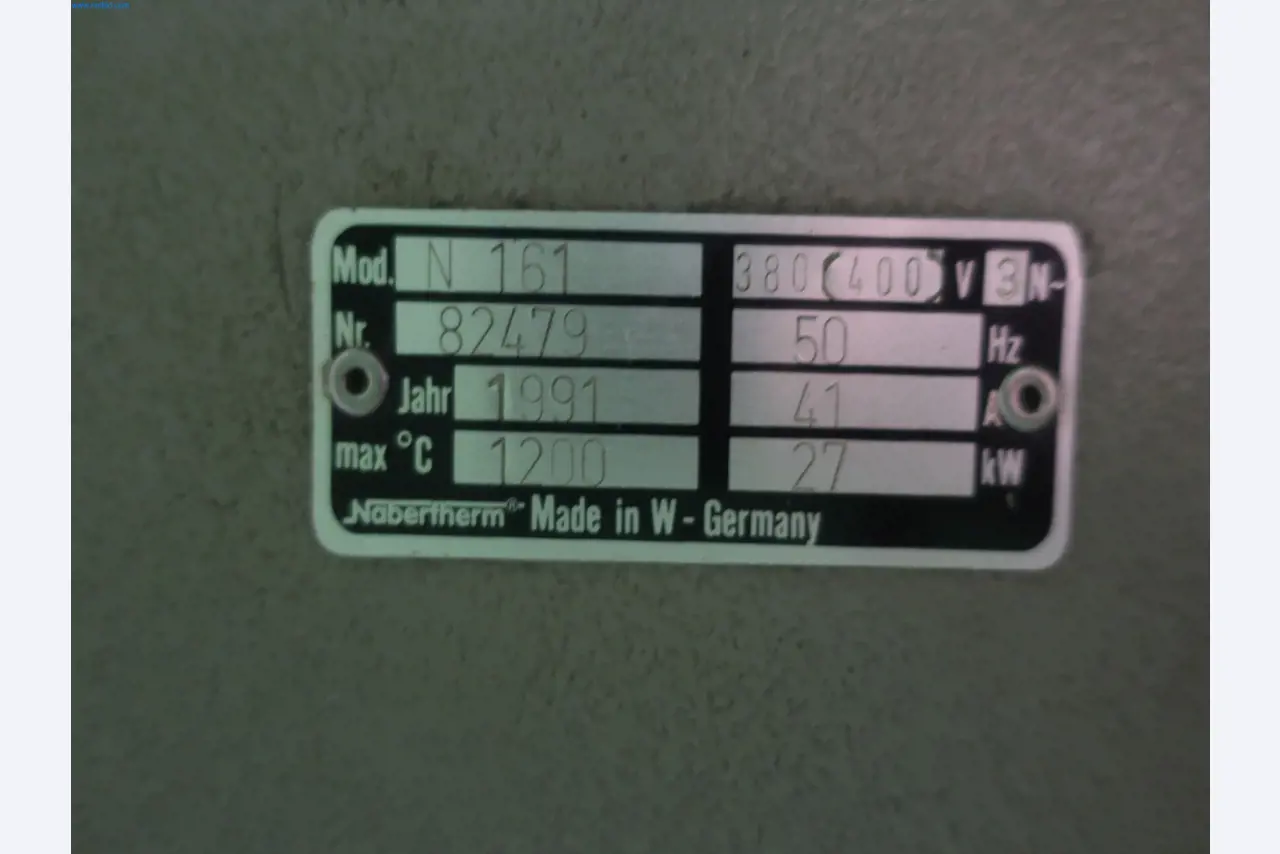 Mod. N 161 380 (400) V 3 N~
Nr. 82479 50 Hz
Jahr 1991 41 A
max °C 1200 27 kW
Nabertherm® Made in W - Germany